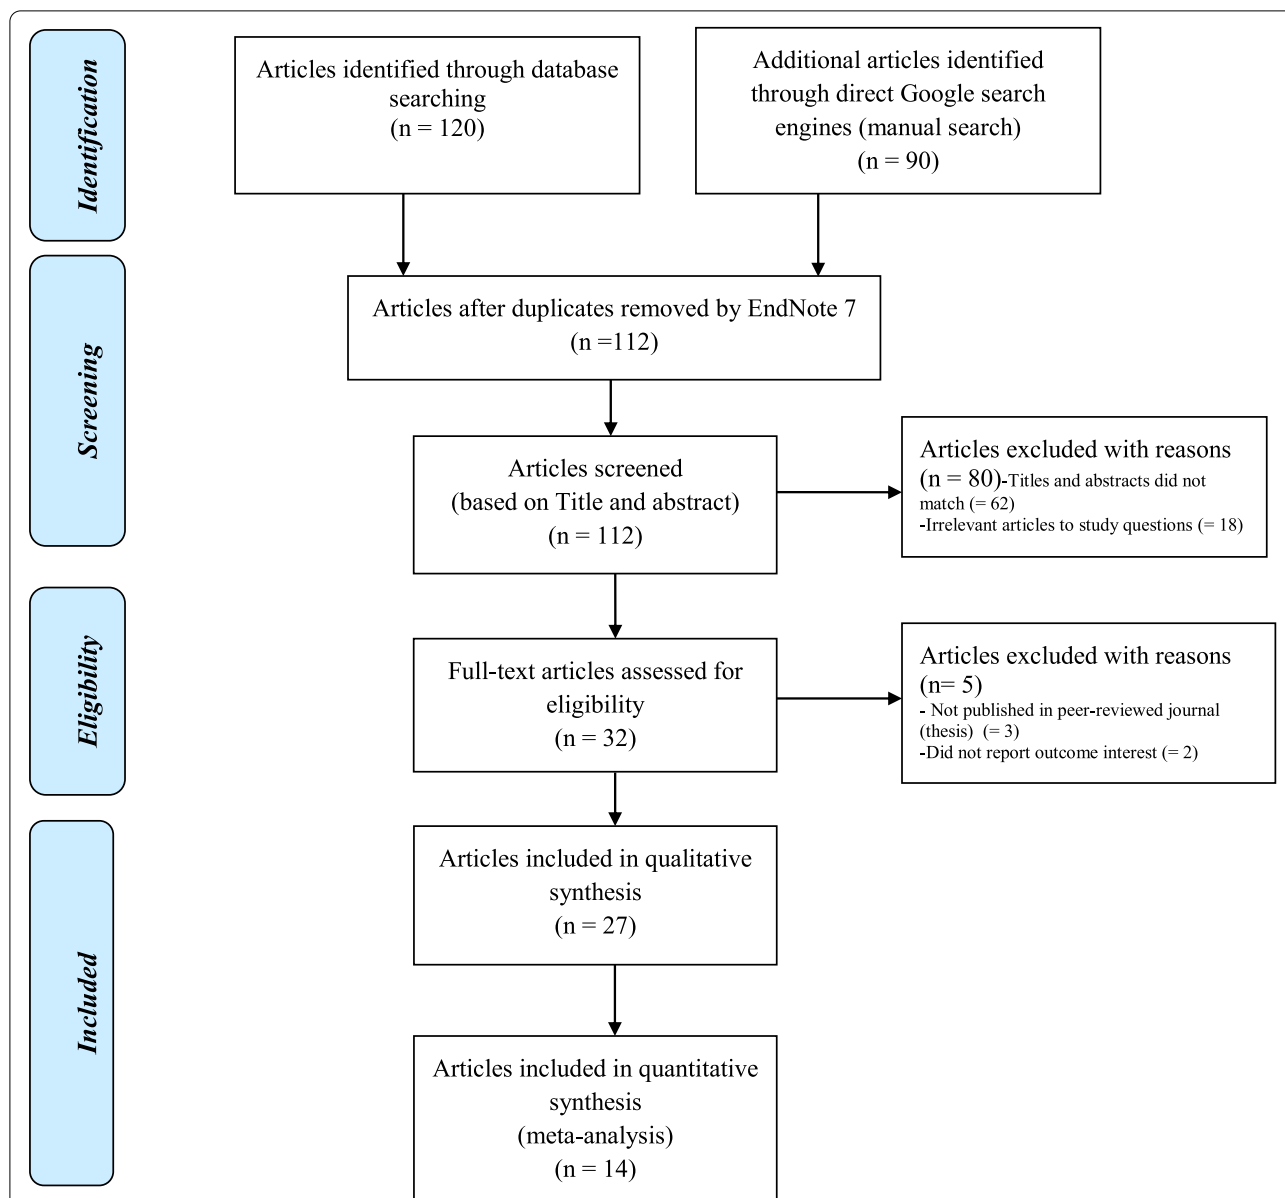 Identification
Articles identified through database
searching
(n = 120)
Additional articles identified
through direct Google search
engines (manual search)
(n = 90)
Screening
Articles after duplicates removed by EndNote 7
(n =112)
Articles screened
(based on Title and abstract)
(n = 112)
Articles excluded with reasons
(n = 80)-Titles and abstracts did not
match (= 62)
-Irrelevant articles to study questions (= 18)
Eligibility
Full-text articles assessed for
eligibility
(n = 32)
Articles excluded with reasons
(n= 5)
- Not published in peer-reviewed journal
(thesis)  (= 3)
-Did not report outcome interest (= 2)
Included
Articles included in qualitative
synthesis
(n = 27)
Articles included in quantitative
synthesis
(meta-analysis)
(n = 14)